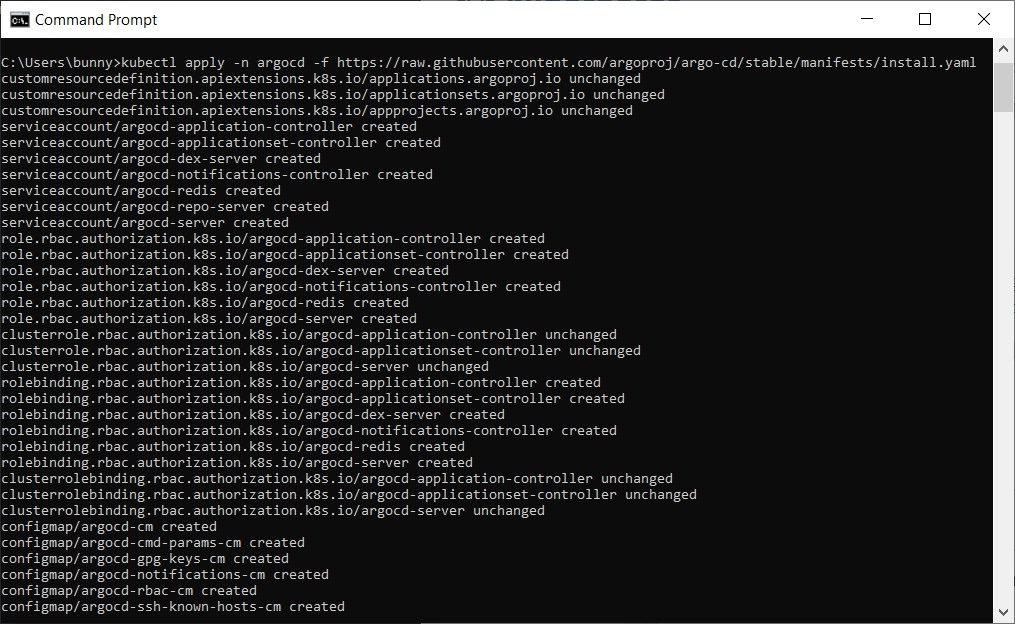 Command Prompt
C:\Users\bunny>kubectl apply -n argocd -f https://raw.githubusercontent.com/argoproj/argo-cd/stable/manifests/install.yaml
customresourcedefinition.apiextensions.k8s.io/applications.argoproj.io unchanged
customresourcedefinition.apiextensions.k8s.io/applicationsets.argoproj.io unchanged
customresourcedefinition.apiextensions.k8s.io/appprojects.argoproj.io unchanged
serviceaccount/argocd-application-controller created
serviceaccount/argocd-applicationset-controller created
serviceaccount/argocd-dex-server created
serviceaccount/argocd-notifications-controller created
serviceaccount/argocd-redis created
serviceaccount/argocd-repo-server created
serviceaccount/argocd-server created
role.rbac.authorization.k8s.io/argocd-application-controller created
role.rbac.authorization.k8s.io/argocd-applicationset-controller created
role.rbac.authorization.k8s.io/argocd-dex-server created
role.rbac.authorization.k8s.io/argocd-notifications-controller created
role.rbac.authorization.k8s.io/argocd-redis created
role.rbac.authorization.k8s.io/argocd-server created
clusterrole.rbac.authorization.k8s.io/argocd-application-controller unchanged
clusterrole.rbac.authorization.k8s.io/argocd-applicationset-controller unchanged
clusterrole.rbac.authorization.k8s.io/argocd-server unchanged
rolebinding.rbac.authorization.k8s.io/argocd-application-controller created
rolebinding.rbac.authorization.k8s.io/argocd-applicationset-controller created
rolebinding.rbac.authorization.k8s.io/argocd-dex-server created
rolebinding.rbac.authorization.k8s.io/argocd-notifications-controller created
rolebinding.rbac.authorization.k8s.io/argocd-redis created
rolebinding.rbac.authorization.k8s.io/argocd-server created
clusterrolebinding.rbac.authorization.k8s.io/argocd-application-controller unchanged
clusterrolebinding.rbac.authorization.k8s.io/argocd-applicationset-controller unchanged
clusterrolebinding.rbac.authorization.k8s.io/argocd-server unchanged
configmap/argocd-cm created
configmap/argocd-cmd-params-cm created
configmap/argocd-gpg-keys-cm created
configmap/argocd-notifications-cm created
configmap/argocd-rbac-cm created
configmap/argocd-ssh-known-hosts-cm created